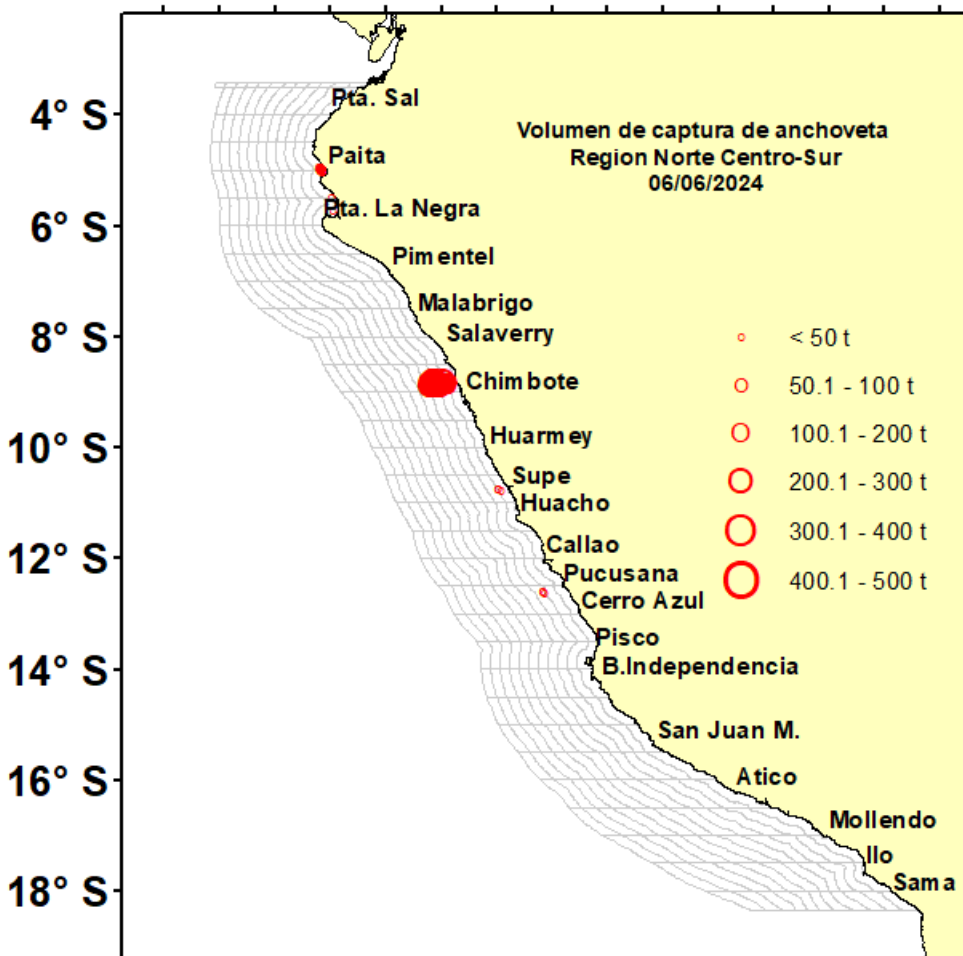 Pta. Sal
4° S
Volumen de captura de anchoveta
Region Norte Centro-Sur
06/06/2024
Paita
Pta. La Negra
6° S
Pimentel
Malabrigo
Salaverry
8° S
< 50 t
Chimbote
50.1 - 100 t
Huarmey
100.1 - 200 t
10° S
Supe
200.1 - 300 t
Huacho
300.1 - 400 t
Callao
12° S
Pucusana
400.1 - 500 t
Cerro Azul
Pisco
B.Independencia
14° S
San Juan M.
Atico
16° S
Mollendo
Ilo
Sama
18° S